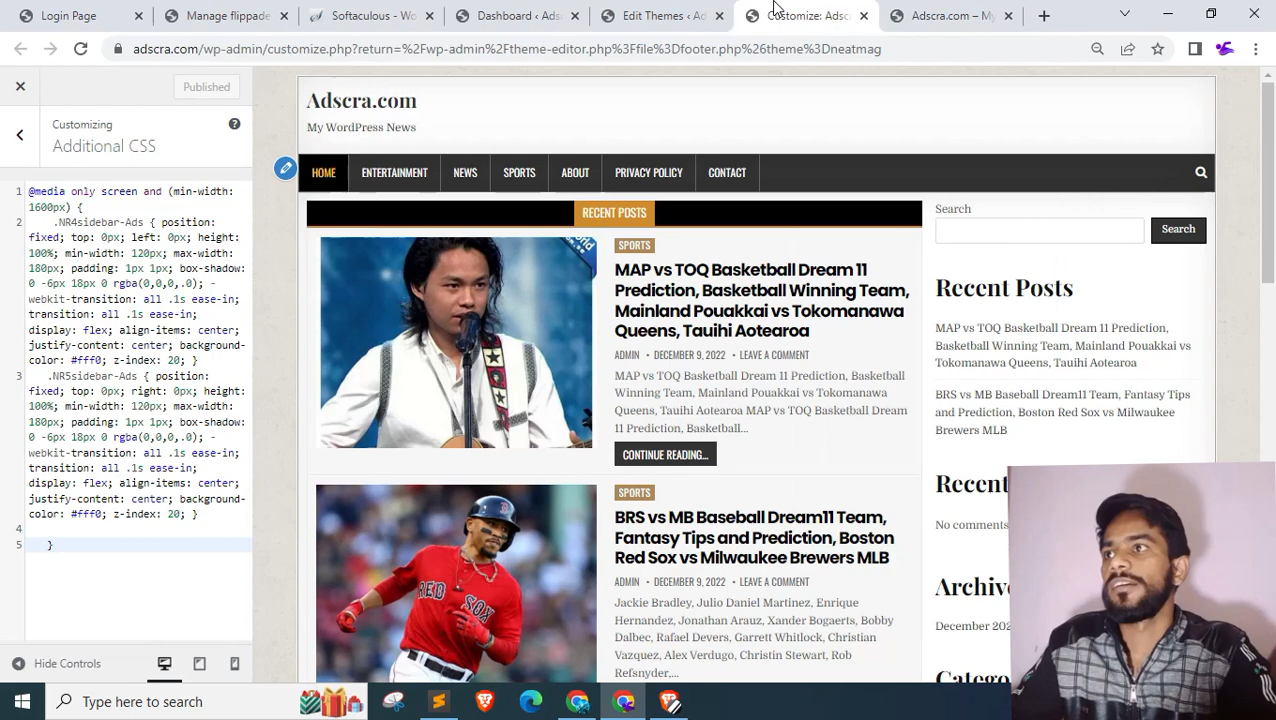 Login Page
Manage flippade
Softaculous - Wo
Dashboard ‹ Ads
Edit Themes ‹ Ad
Customize: Adsc
Adscra.com – My
adscra.com/wp-admin/customize.php?return=%2Fwp-admin%2Ftheme-editor.php%3Ffile%3Dfooter.php%26theme%3Dneatmag
Published
Customizing
Additional CSS
1 @media only screen and (min-width:
1600px) {
2 .NR4sidebar-Ads { position:
fixed; top: 0px; left: 0px; height:
100%; min-width: 120px; max-width:
180px; padding: 1px 1px; box-shadow:
0 -6px 18px 0 rgba(0,0,0,.0); -
webkit-transition: all .1s ease-in;
transition: all .1s ease-in;
display: flex; align-items: center;
justify-content: center; background-
color: #fff0; z-index: 20; }
3 .NR5sidebar-Ads { position:
fixed; top: 0px; right: 0px; height:
100%; min-width: 120px; max-width:
180px; padding: 1px 1px; box-shadow:
0 -6px 18px 0 rgba(0,0,0,.0); -
webkit-transition: all .1s ease-in;
transition: all .1s ease-in;
display: flex; align-items: center;
justify-content: center; background-
color: #fff0; z-index: 20; }
4
5 }
Hide Controls
Adscra.com
My WordPress News
HOME
ENTERTAINMENT
NEWS
SPORTS
ABOUT
PRIVACY POLICY
CONTACT
RECENT POSTS
SPORTS
MAP vs TOQ Basketball Dream 11
Prediction, Basketball Winning Team,
Mainland Pouakkai vs Tokomanawa
Queens, Tauihi Aotearoa
ADMIN DECEMBER 9, 2022 LEAVE A COMMENT
MAP vs TOQ Basketball Dream 11 Prediction, Basketball
Winning Team, Mainland Pouakkai vs Tokomanawa
Queens, Tauihi Aotearoa MAP vs TOQ Basketball Dream
11 Prediction, Basketball...
CONTINUE READING...
SPORTS
BRS vs MB Baseball Dream11 Team,
Fantasy Tips and Prediction, Boston
Red Sox vs Milwaukee Brewers MLB
ADMIN DECEMBER 9, 2022 LEAVE A COMMENT
Jackie Bradley, Julio Daniel Martinez, Enrique
Hernandez, Jonathan Arauz, Xander Bogaerts, Bobby
Dalbec, Rafael Devers, Garrett Whitlock, Christian
Vazquez, Alex Verdugo, Christin Stewart, Rob
Refsnyder,...
RED SOX
Search
Search
Recent Posts
MAP vs TOQ Basketball Dream 11 Prediction,
Basketball Winning Team, Mainland Pouakkai vs
Tokomanawa Queens, Tauihi Aotearoa
BRS vs MB Baseball Dream11 Team, Fantasy Tips
and Prediction, Boston Red Sox vs Milwaukee
Brewers MLB
Recent
No comments
Archive
December 202
Catego
Type here to search